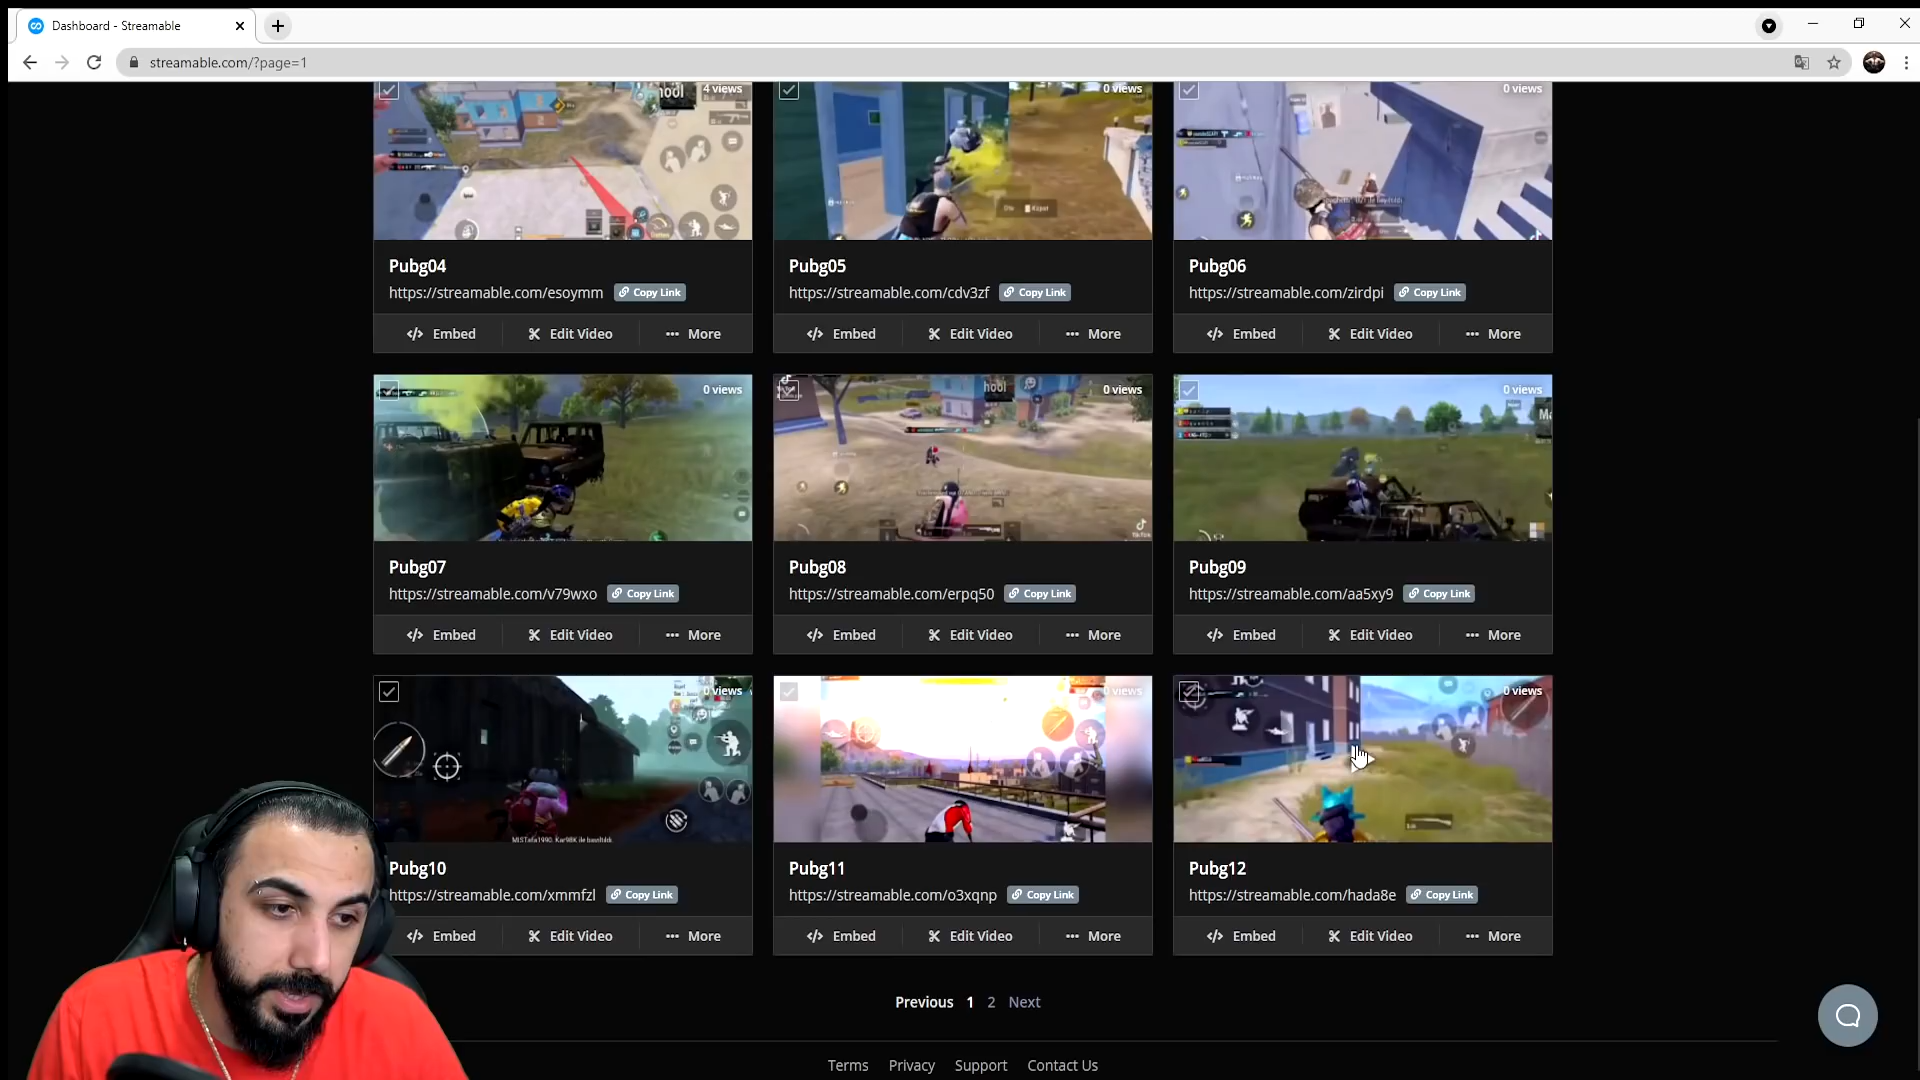 Dashboard - Streamable
streamable.com/?page=1
4 views
0 views
0 views
hool
Pubg04
https://streamable.com/esoymm Copy Link
Embed Edit Video More
Pubg05
https://streamable.com/cdv3zf Copy Link
Embed Edit Video More
Pubg06
https://streamable.com/zirdpi Copy Link
Embed Edit Video More
0 views
0 views
hool
0 views
Pubg07
https://streamable.com/v79wxo Copy Link
Embed Edit Video More
Pubg08
https://streamable.com/erpq50 Copy Link
Embed Edit Video More
Pubg09
https://streamable.com/aa5xy9 Copy Link
Embed Edit Video More
0 views
0 views
0 views
Pubg10
https://streamable.com/xmmfzl Copy Link
Embed Edit Video More
Pubg11
https://streamable.com/o3xqnp Copy Link
Embed Edit Video More
Pubg12
https://streamable.com/hada8e Copy Link
Embed Edit Video More
Previous 1 2 Next
Terms Privacy Support Contact Us